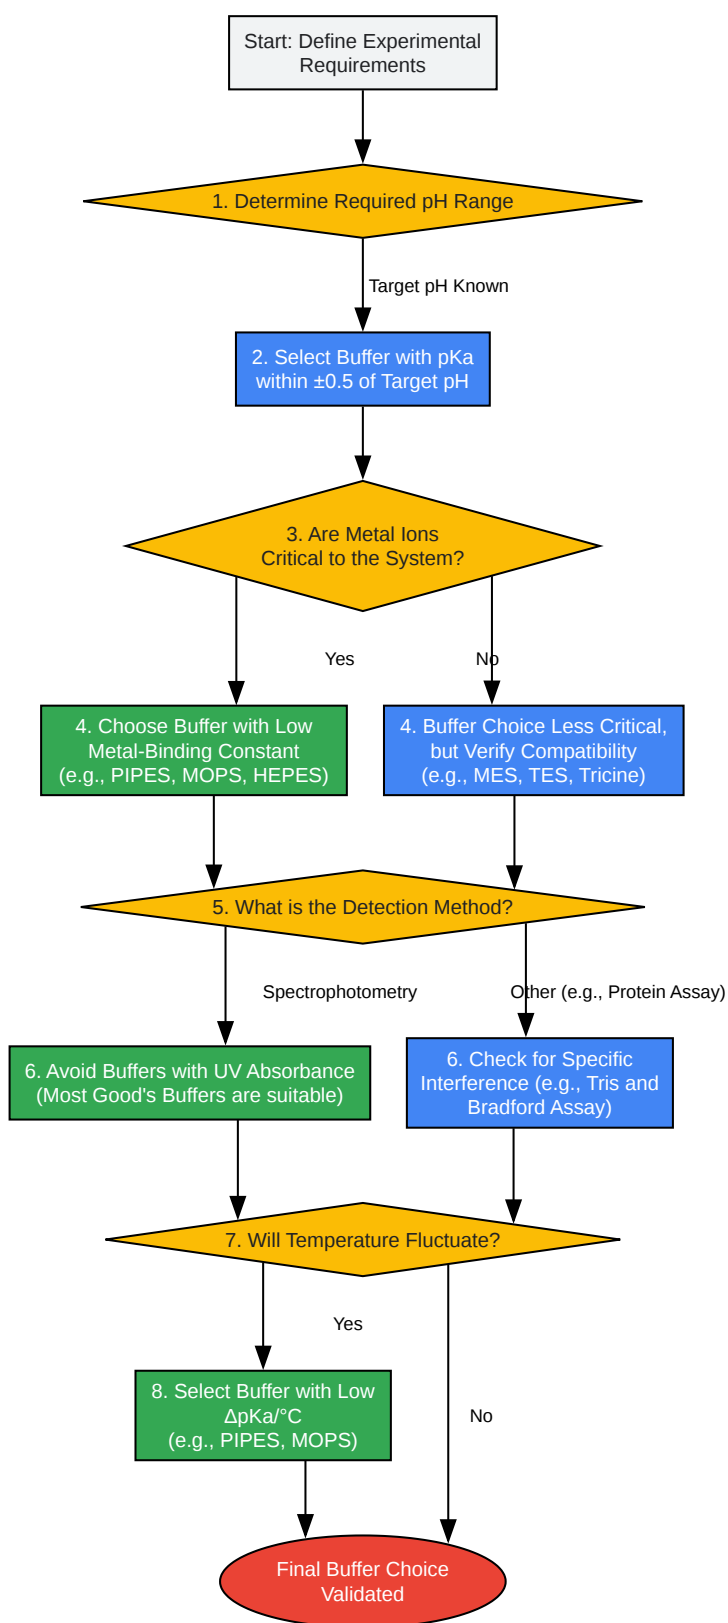 Start: Define Experimental
Requirements
1. Determine Required pH Range
Target pH Known
2. Select Buffer with pKa
within ±0.5 of Target pH
3. Are Metal Ions
Critical to the System?
Yes
No
4. Choose Buffer with Low
Metal-Binding Constant
(e.g., PIPES, MOPS, HEPES)
4. Buffer Choice Less Critical,
but Verify Compatibility
(e.g., MES, TES, Tricine)
5. What is the Detection Method?
Spectrophotometry
Other (e.g., Protein Assay)
6. Avoid Buffers with UV Absorbance
(Most Good's Buffers are suitable)
6. Check for Specific
Interference (e.g., Tris and
Bradford Assay)
7. Will Temperature Fluctuate?
Yes
No
8. Select Buffer with Low
ΔpKa/°C
(e.g., PIPES, MOPS)
Final Buffer Choice
Validated